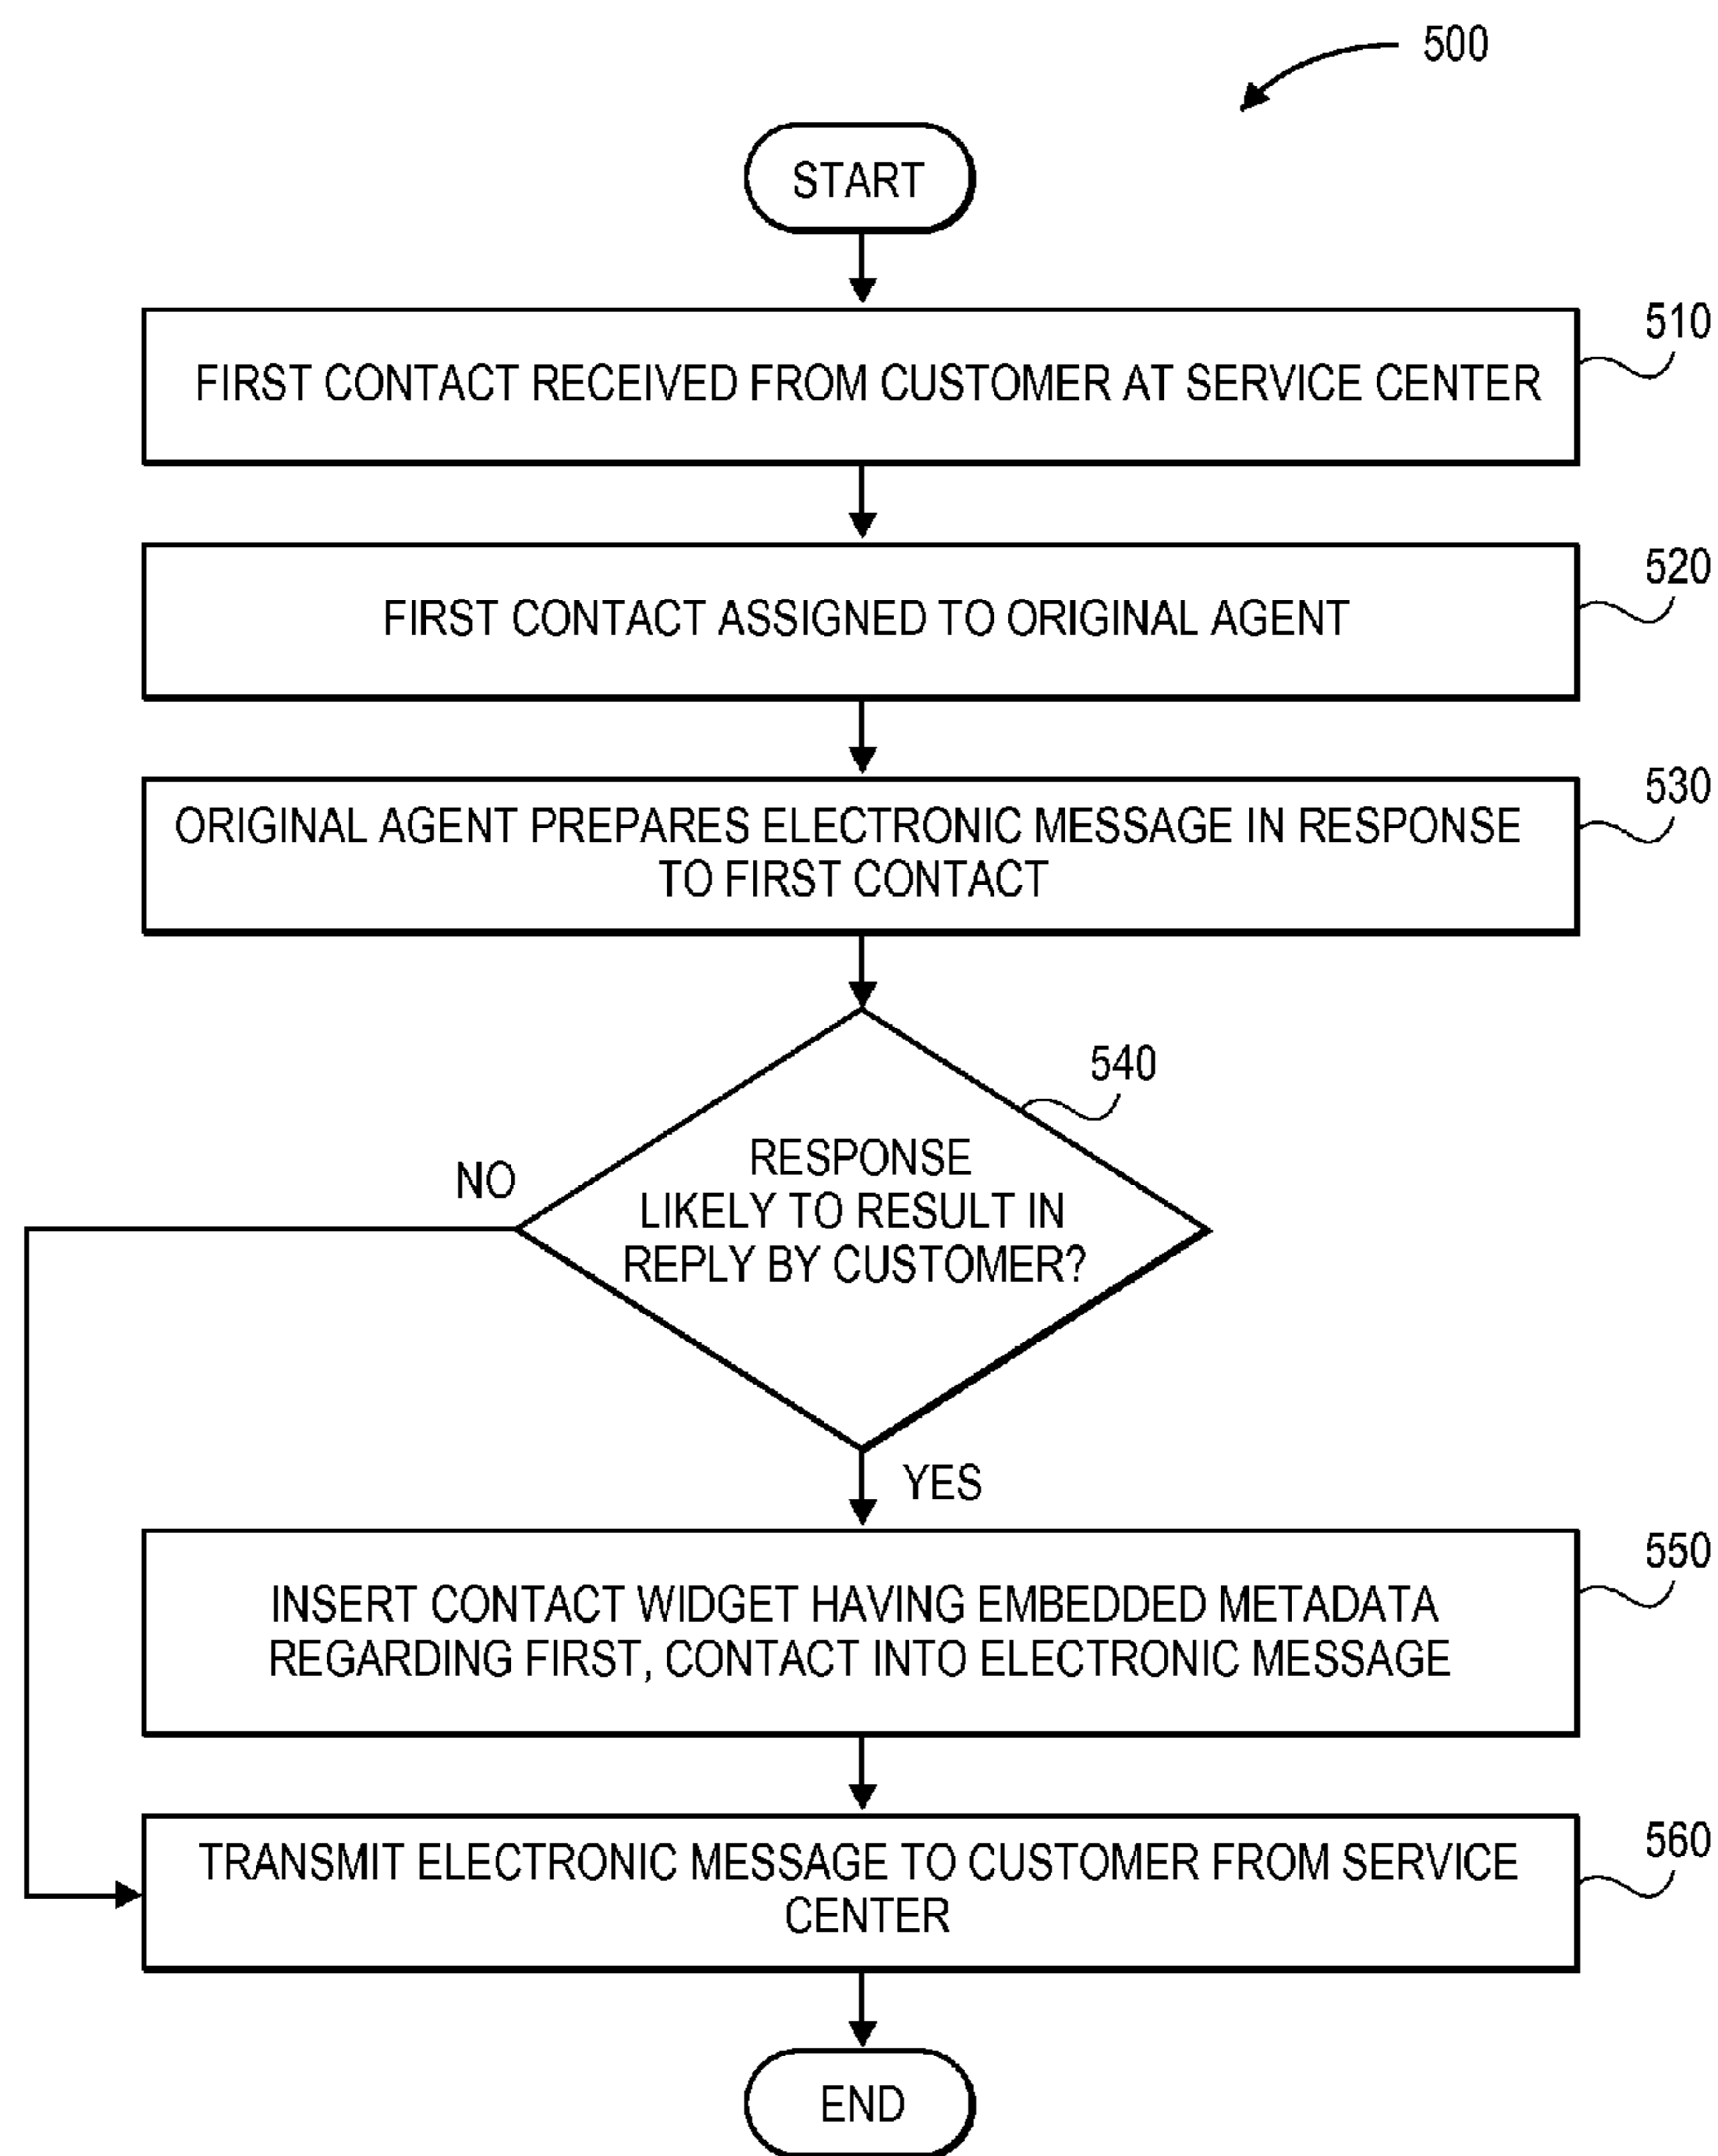 500
START
510
FIRST CONTACT RECEIVED FROM CUSTOMER AT SERVICE CENTER
520
FIRST CONTACT ASSIGNED TO ORIGINAL AGENT
530
ORIGINAL AGENT PREPARES ELECTRONIC MESSAGE IN RESPONSE
TO FIRST CONTACT
540
RESPONSE
LIKELY TO RESULT IN
REPLY BY CUSTOMER?
NO
YES
550
INSERT CONTACT WIDGET HAVING EMBEDDED METADATA
REGARDING FIRST, CONTACT INTO ELECTRONIC MESSAGE
560
TRANSMIT ELECTRONIC MESSAGE TO CUSTOMER FROM SERVICE
CENTER
END